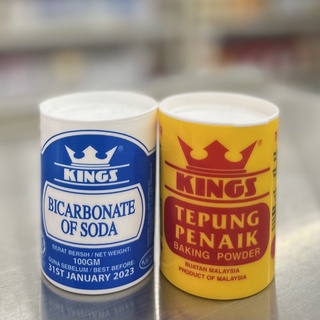 KINGS
BICARBONATE
OF SODA
BERAT BERSIH / NET WEIGHT:
100GM
GUNA SEBELUM / BEST BEFORE:
31ST JANUARY 2023
KINGS
TEPUNG
PENAIK
BAKING POWDER
BUATAN MALAYSIA
PRODUCT OF MALAYSIA